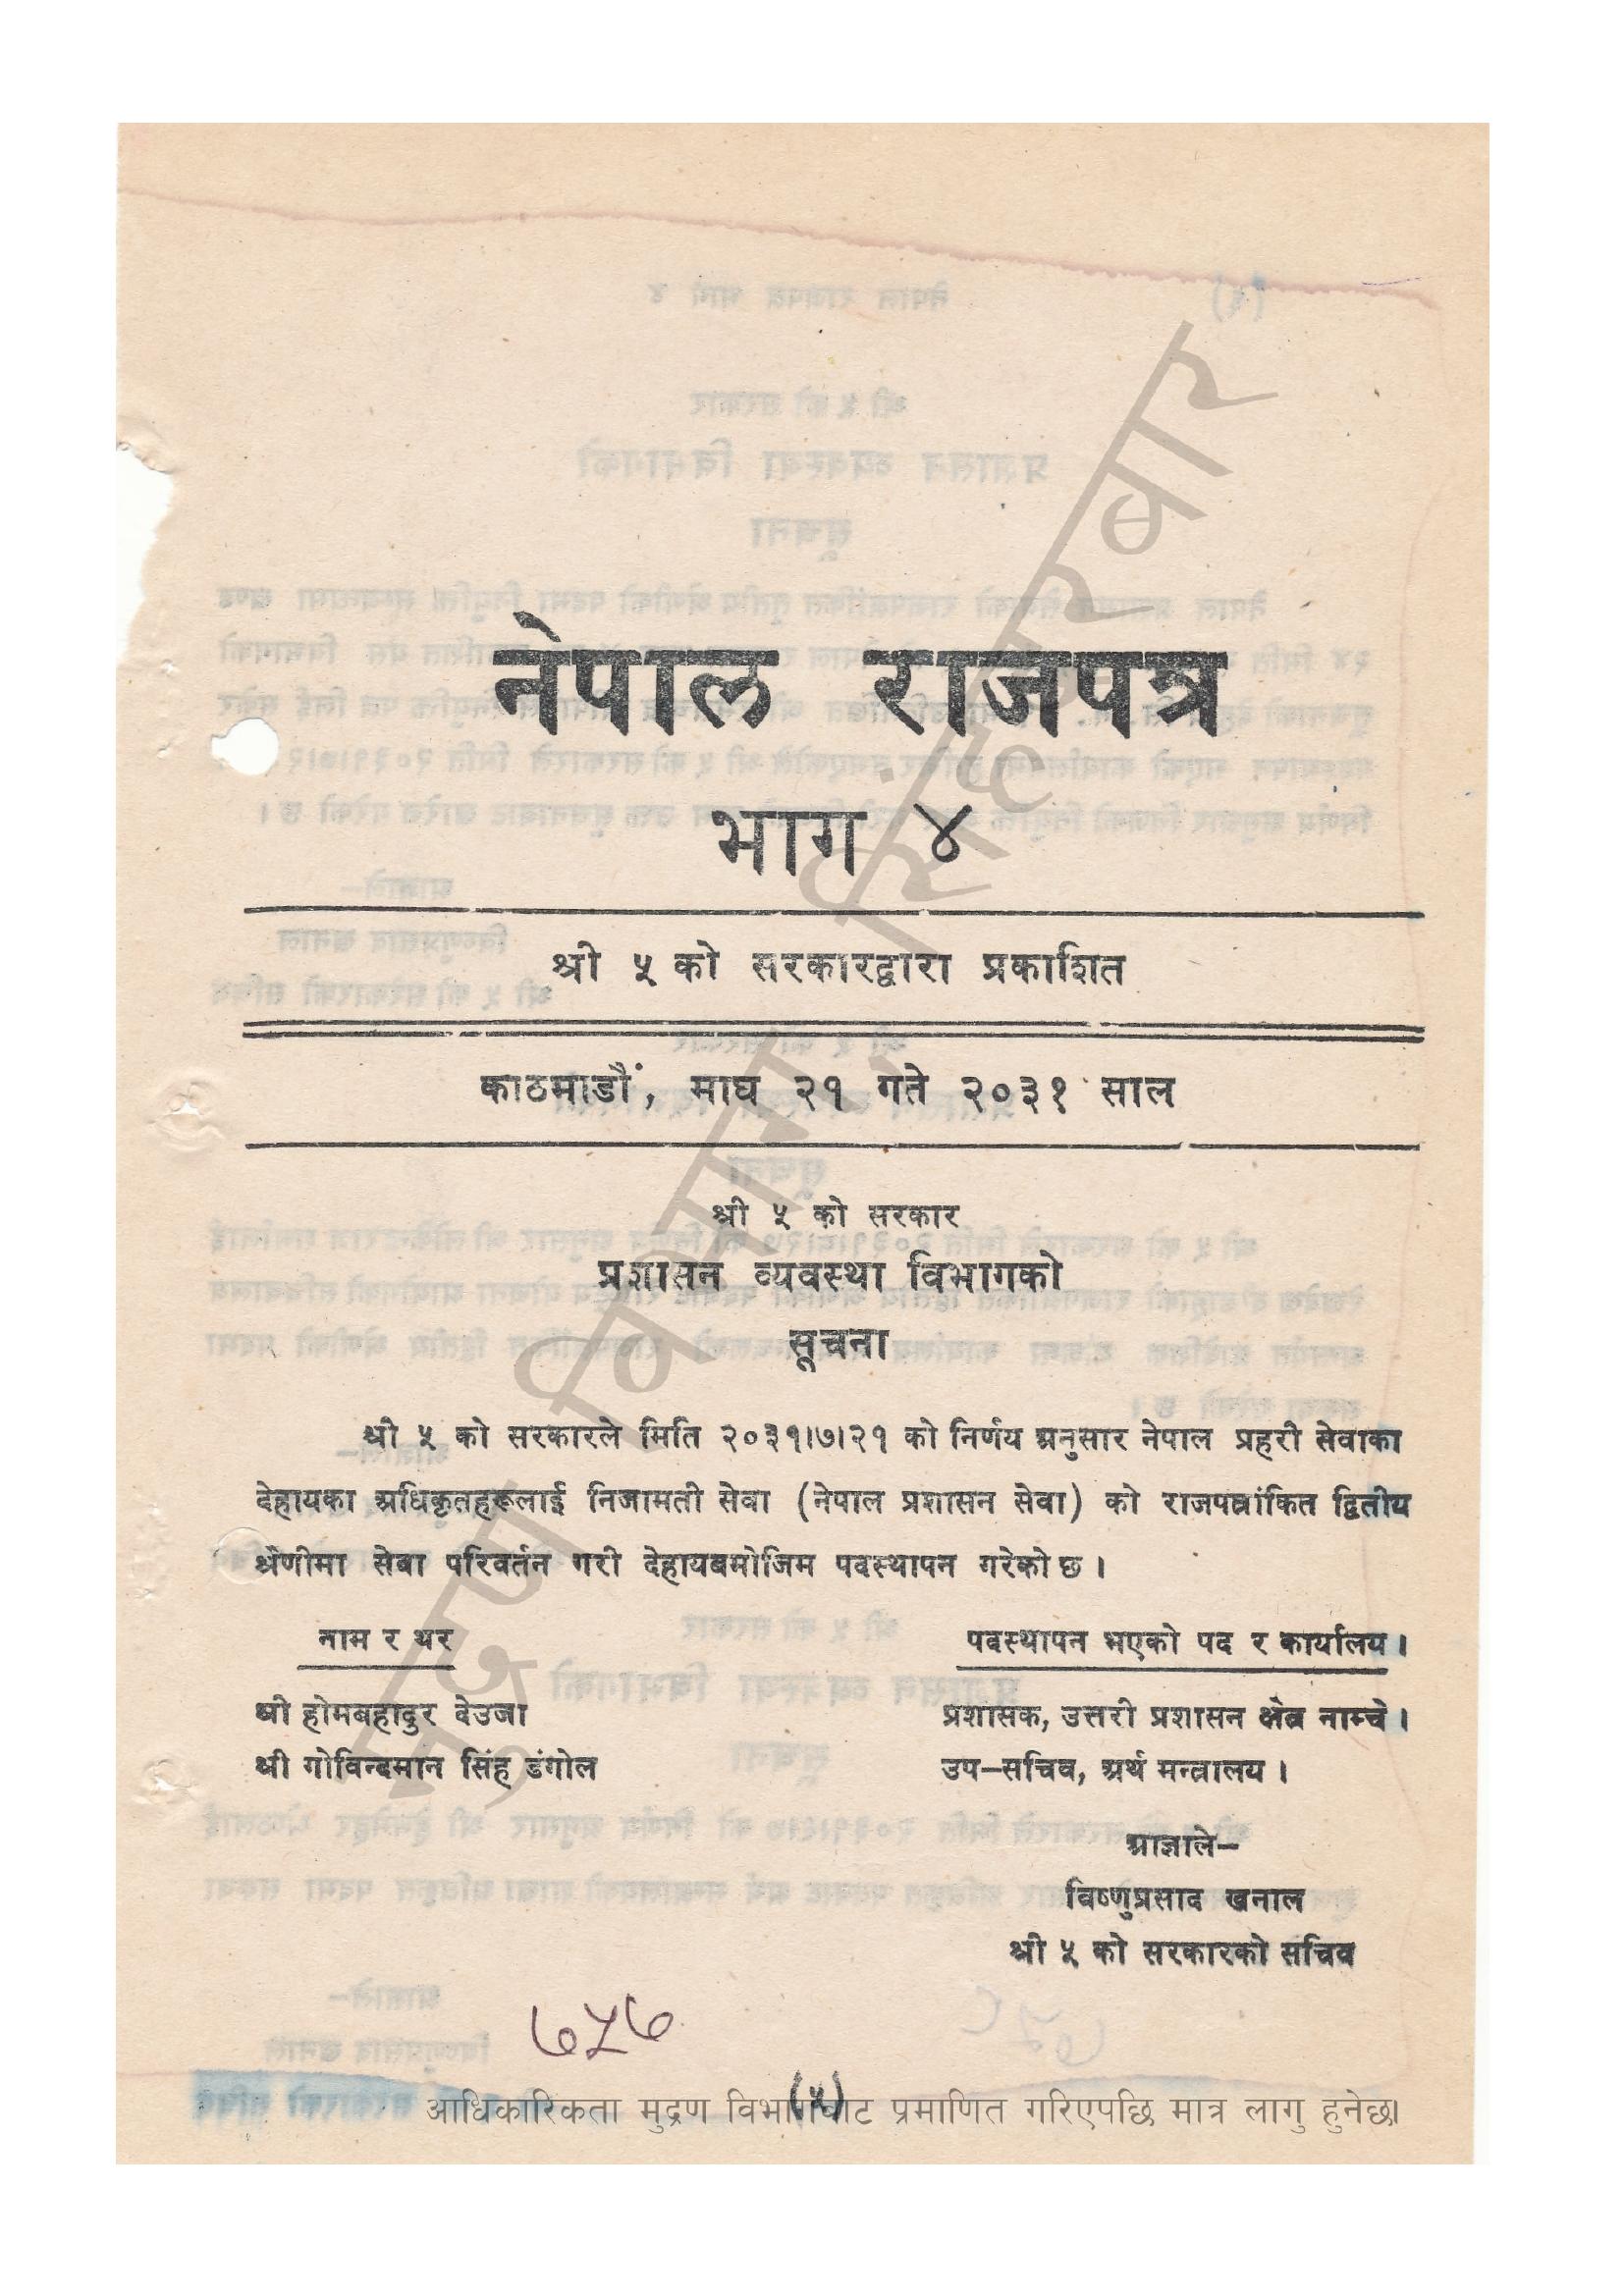 नेपाल राजपत्र
भाग ४
श्री ५ को सरकारद्वारा प्रकाशित
काठमाडौं, माघ २१ गते २०३१ साल
श्री ५ को सरकार
प्रशासन व्यवस्था विभागको
सूचना
श्री ५ को सरकारले मिति २०३१।७।२१ को निर्णय अनुसार नेपाल प्रहरी सेवाका
देहायका अधिकृतहरूलाई निजामती सेवा (नेपाल प्रशासन सेवा) को राजपत्रांकित द्वितीय
श्रेणीमा सेवा परिवर्तन गरी देहायबमोजिम पदस्थापन गरेको छ ।
नाम र थर पदस्थापन भएको पद र कार्यालय ।
श्री होमबहादुर देउजा प्रशासक, उत्तरी प्रशासन क्षेत्र नाम्चे ।
श्री गोविन्दमान सिंह डंगोल उप–सचिव, अर्थ मन्त्रालय ।
आज्ञाले–
विष्णुप्रसाद खनाल
श्री ५ को सरकारको सचिव
७५७
(५)
आधिकारिकता मुद्रण विभागबाट प्रमाणित गरिएपछि मात्र लागु हुनेछ।
मुद्रण विभाग, सिंहदरबार